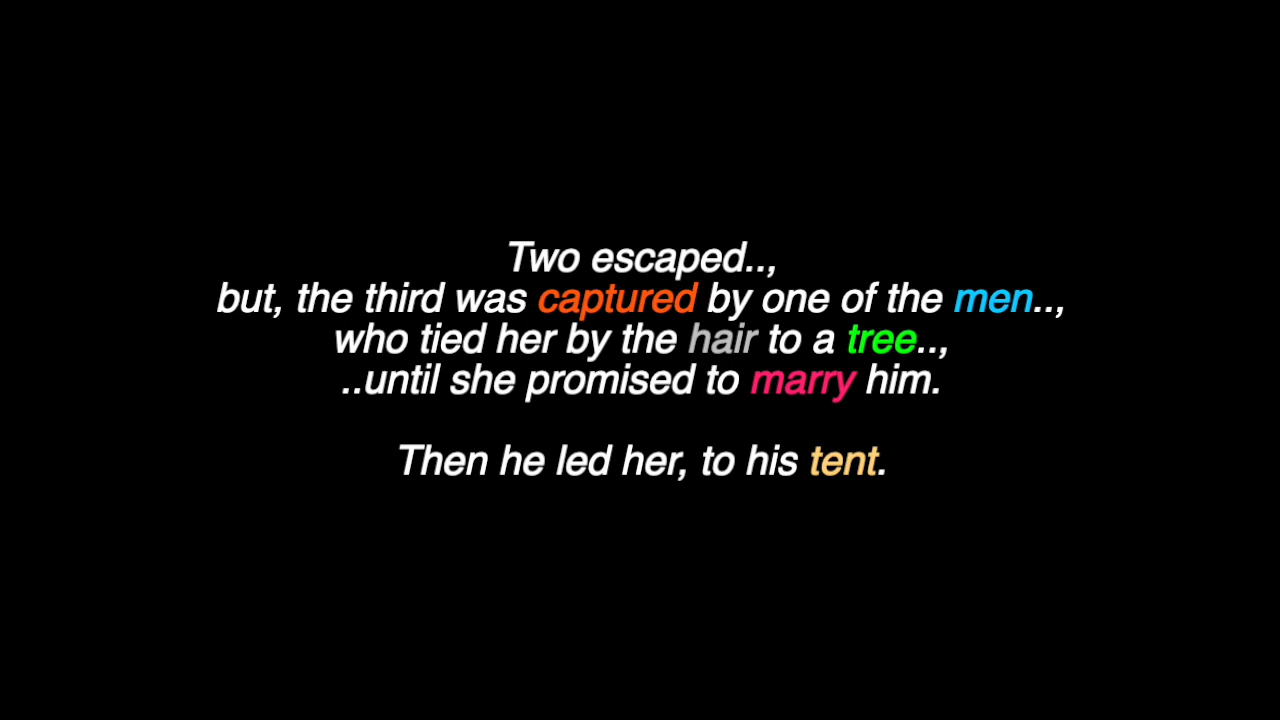 Two escaped..,
but, the third was captured by one of the men..,
who tied her by the hair to a tree..,
..until she promised to marry him.
Then he led her, to his tent.